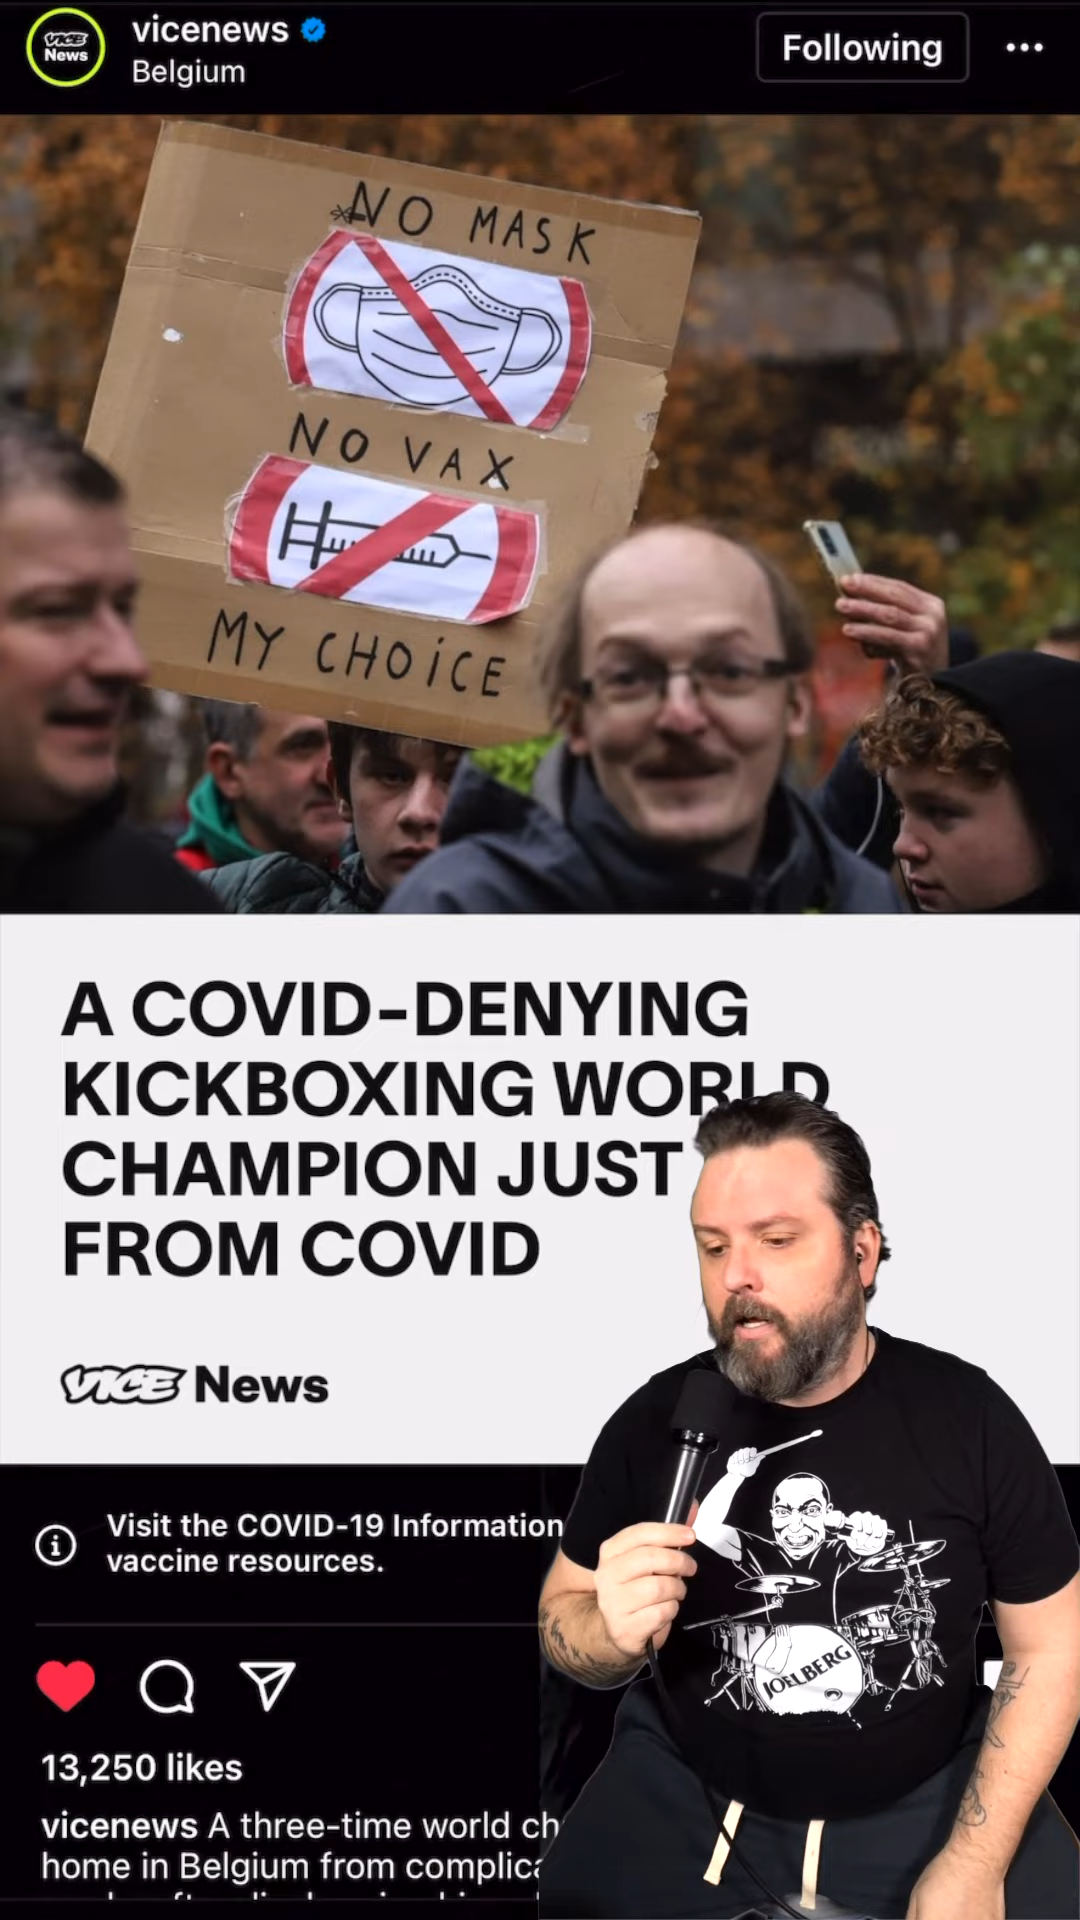 VICE
News
vicenews
Belgium
Following
NO MASK
NO VAX
MY CHOICE
A COVID-DENYING
KICKBOXING WORLD
CHAMPION JUST
FROM COVID
VICE News
Visit the COVID-19 Information
vaccine resources.
JOELBERG
13,250 likes
vicenews A three-time world
home in Belgium from